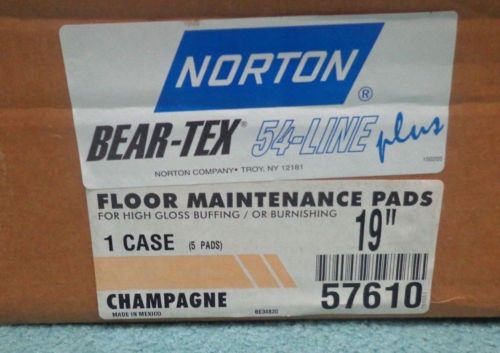 NORTON
®
BEAR-TEX® 54-LINE plus
NORTON COMPANY • TROY, NY 12181
FLOOR MAINTENANCE PADS
FOR HIGH GLOSS BUFFING / OR BURNISHING
19"
1 CASE (5 PADS)
CHAMPAGNE
57610
MADE IN MEXICO